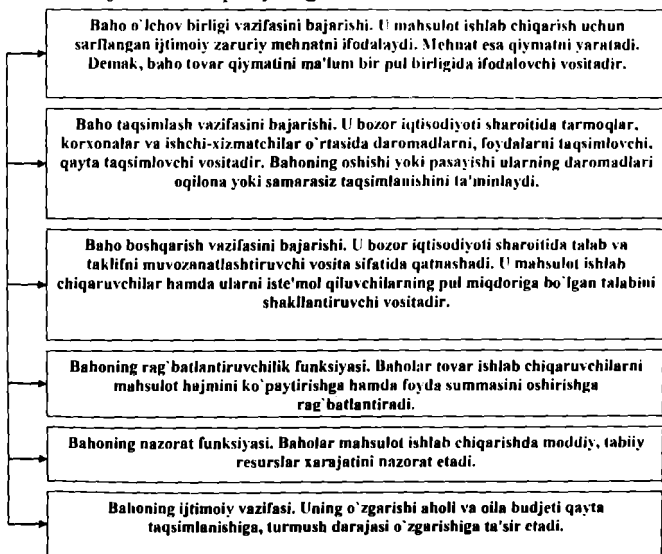 Baho o`lchov birligi vazifasini bajarishi. U mahsulot ishlab chiqarish uchun
sarflangan ijtimoiy zaruriy mehnatni ifodalaydi. Mehnat esa qiymatni yaratadi.
Demak, baho tovar qiymatini ma'lum bir pul birligida ifodalovchi vositadir.
Baho taqsimlash vazifasini bajarishi. U bozor iqtisodiyoti sharoitida tarmoqlar,
korxonalar va ishchi-xizmatchilar o`rtasida daromadlarni, foydalarni taqsimlovchi,
qayta taqsimlovchi vositadir. Bahoning oshishi yoki pasayishi ularning daromadlari
oqilona yoki samarasiz taqsimlanishini ta'minlaydi.
Baho boshqarish vazifasini bajarishi. U bozor iqtisodiyoti sharoitida talab va
taklifni muvozanatlashtiruvchi vosita sifatida qatnashadi. U mahsulot ishlab
chiqaruvchilar hamda ularni iste'mol qiluvchilarning pul miqdoriga bo`lgan talabini
shakllantiruvchi vositadir.
Bahoning rag`batlantiruvchilik funksiyasi. Baholar tovar ishlab chiqaruvchilarni
mahsulot hajmini ko`paytirishga hamda foyda summasini oshirishga
rag`batlantiradi.
Bahoning nazorat funksiyasi. Baholar mahsulot ishlab chiqarishda moddiy, tabiiy
resurslar xarajatini nazorat etadi.
Bahoning ijtimoiy vazifasi. Uning o`zgarishi aholi va oila budjeti qayta
taqsimlanishiga, turmush darajasi o`zgarishiga ta'sir etadi.